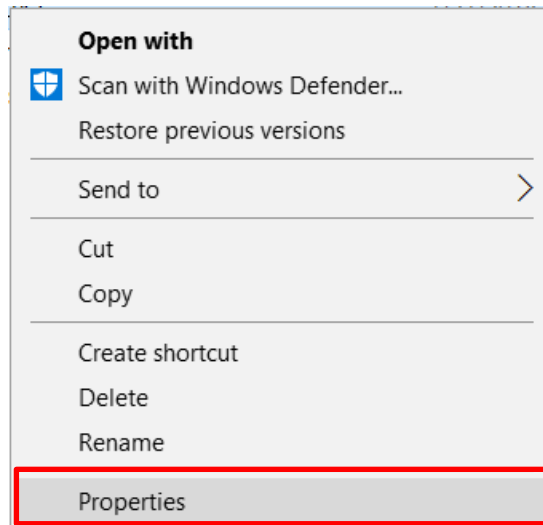 Open with
Scan with Windows Defender...
Restore previous versions
Send to
Cut
Copy
Create shortcut
Delete
Rename
Properties